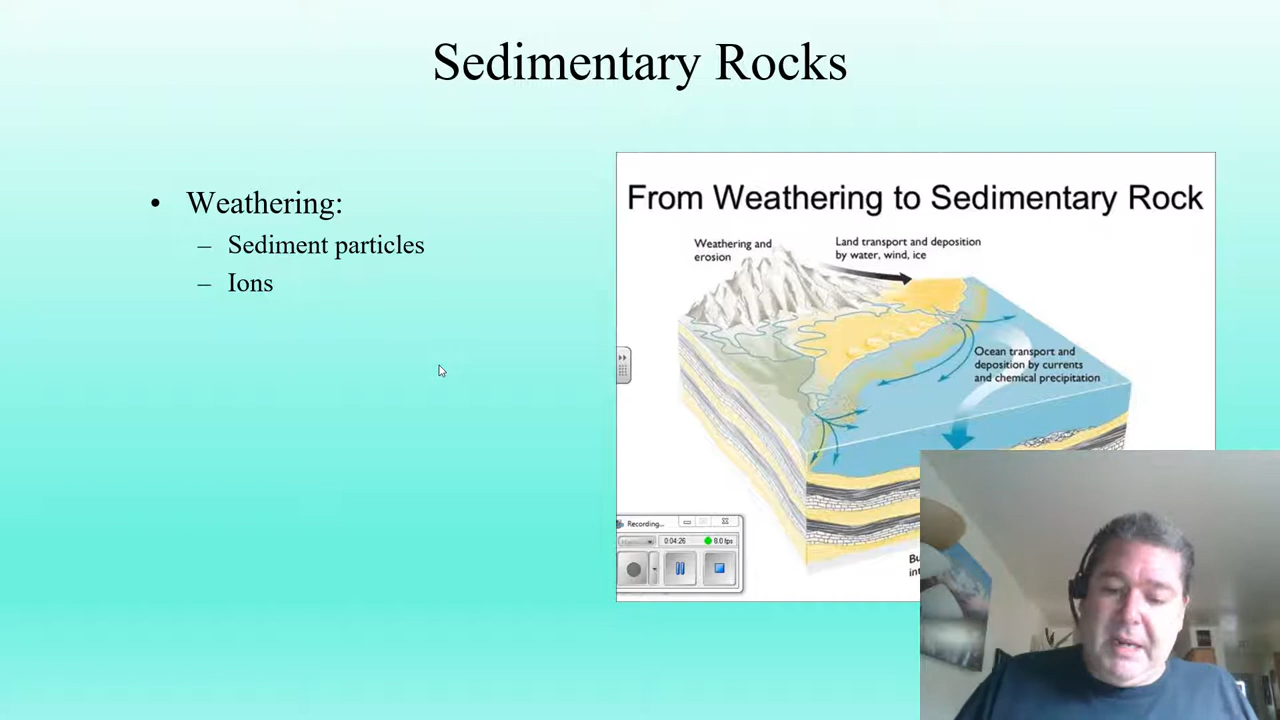 Sedimentary Rocks
• Weathering:
– Sediment particles
– Ions
From Weathering to Sedimentary Rock
Weathering and
erosion
Land transport and deposition
by water, wind, ice
Ocean transport and
deposition by currents
and chemical precipitation
Recording...
0:04:26
8.0 fps